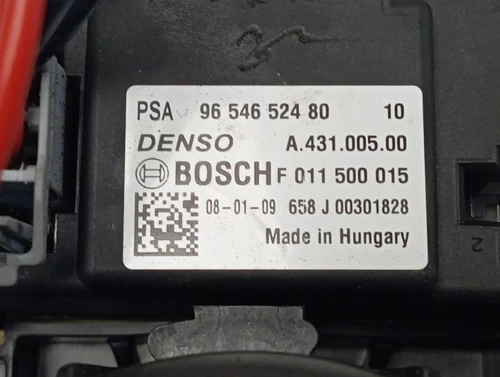 PSA 96 546 524 80 10
DENSO A.431.005.00
BOSCH F 011 500 015
08-01-09 658 J 00301828
Made in Hungary
2